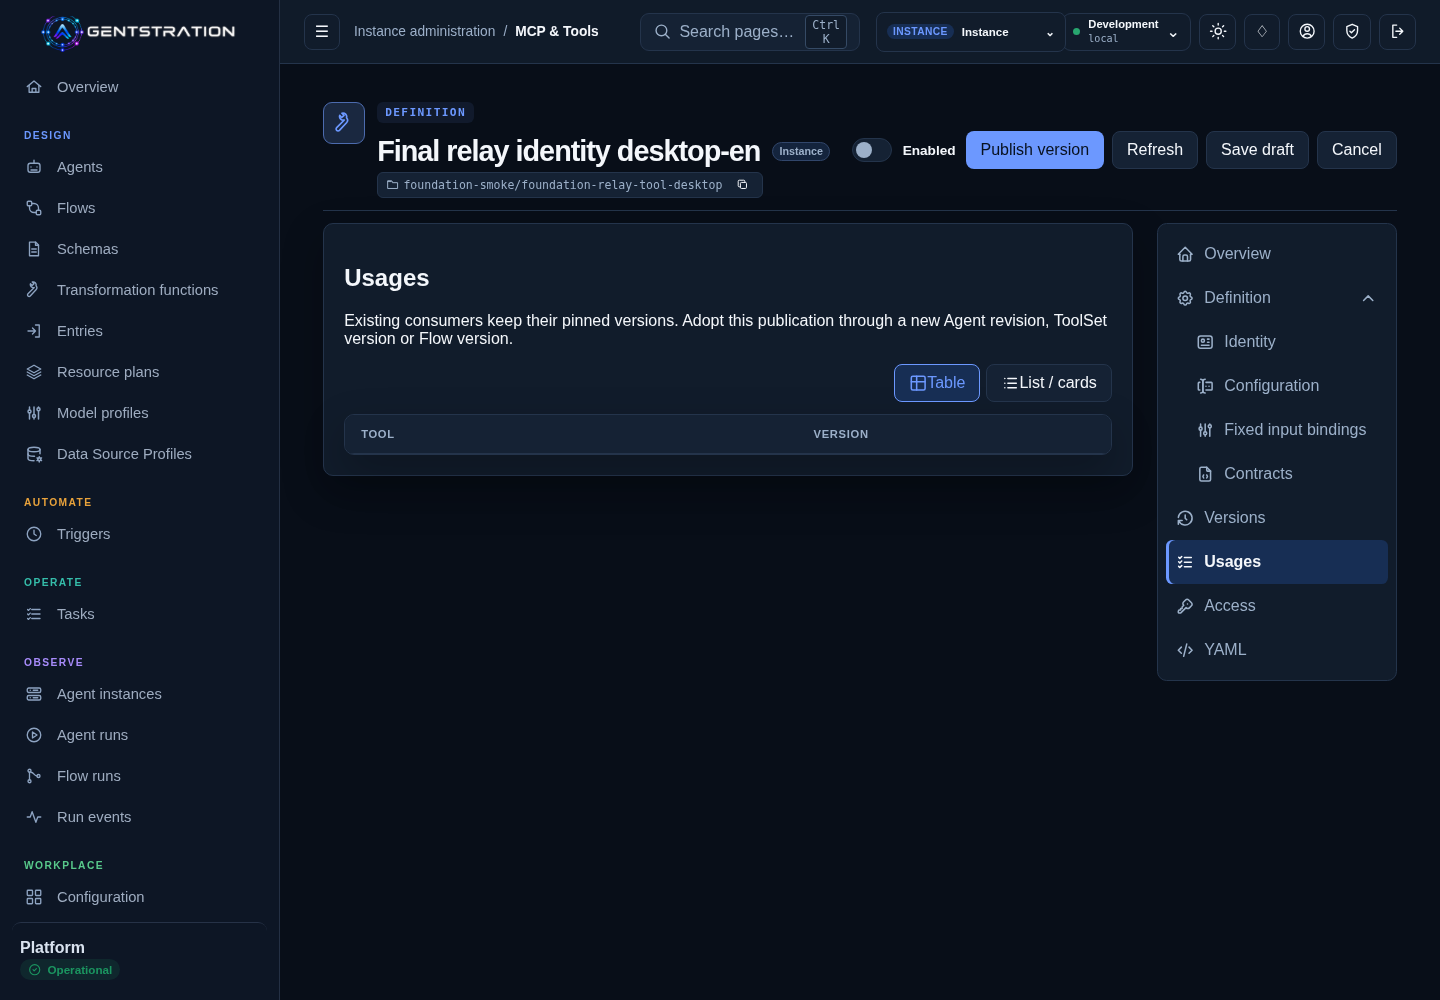 GENTSTRATION
Overview
DESIGN
Agents
Flows
Schemas
Transformation functions
Entries
Resource plans
Model profiles
Data Source Profiles
AUTOMATE
Triggers
OPERATE
Tasks
OBSERVE
Agent instances
Agent runs
Flow runs
Run events
WORKPLACE
Configuration
Platform
Operational
Instance administration / MCP & Tools
Search pages… Ctrl K
INSTANCE Instance
Development
local
DEFINITION
Final relay identity desktop-en Instance
Enabled Publish version Refresh Save draft Cancel
foundation-smoke/foundation-relay-tool-desktop
Usages
Existing consumers keep their pinned versions. Adopt this publication through a new Agent revision, ToolSet
version or Flow version.
Table List / cards
TOOL VERSION
Overview
Definition
Identity
Configuration
Fixed input bindings
Contracts
Versions
Usages
Access
YAML